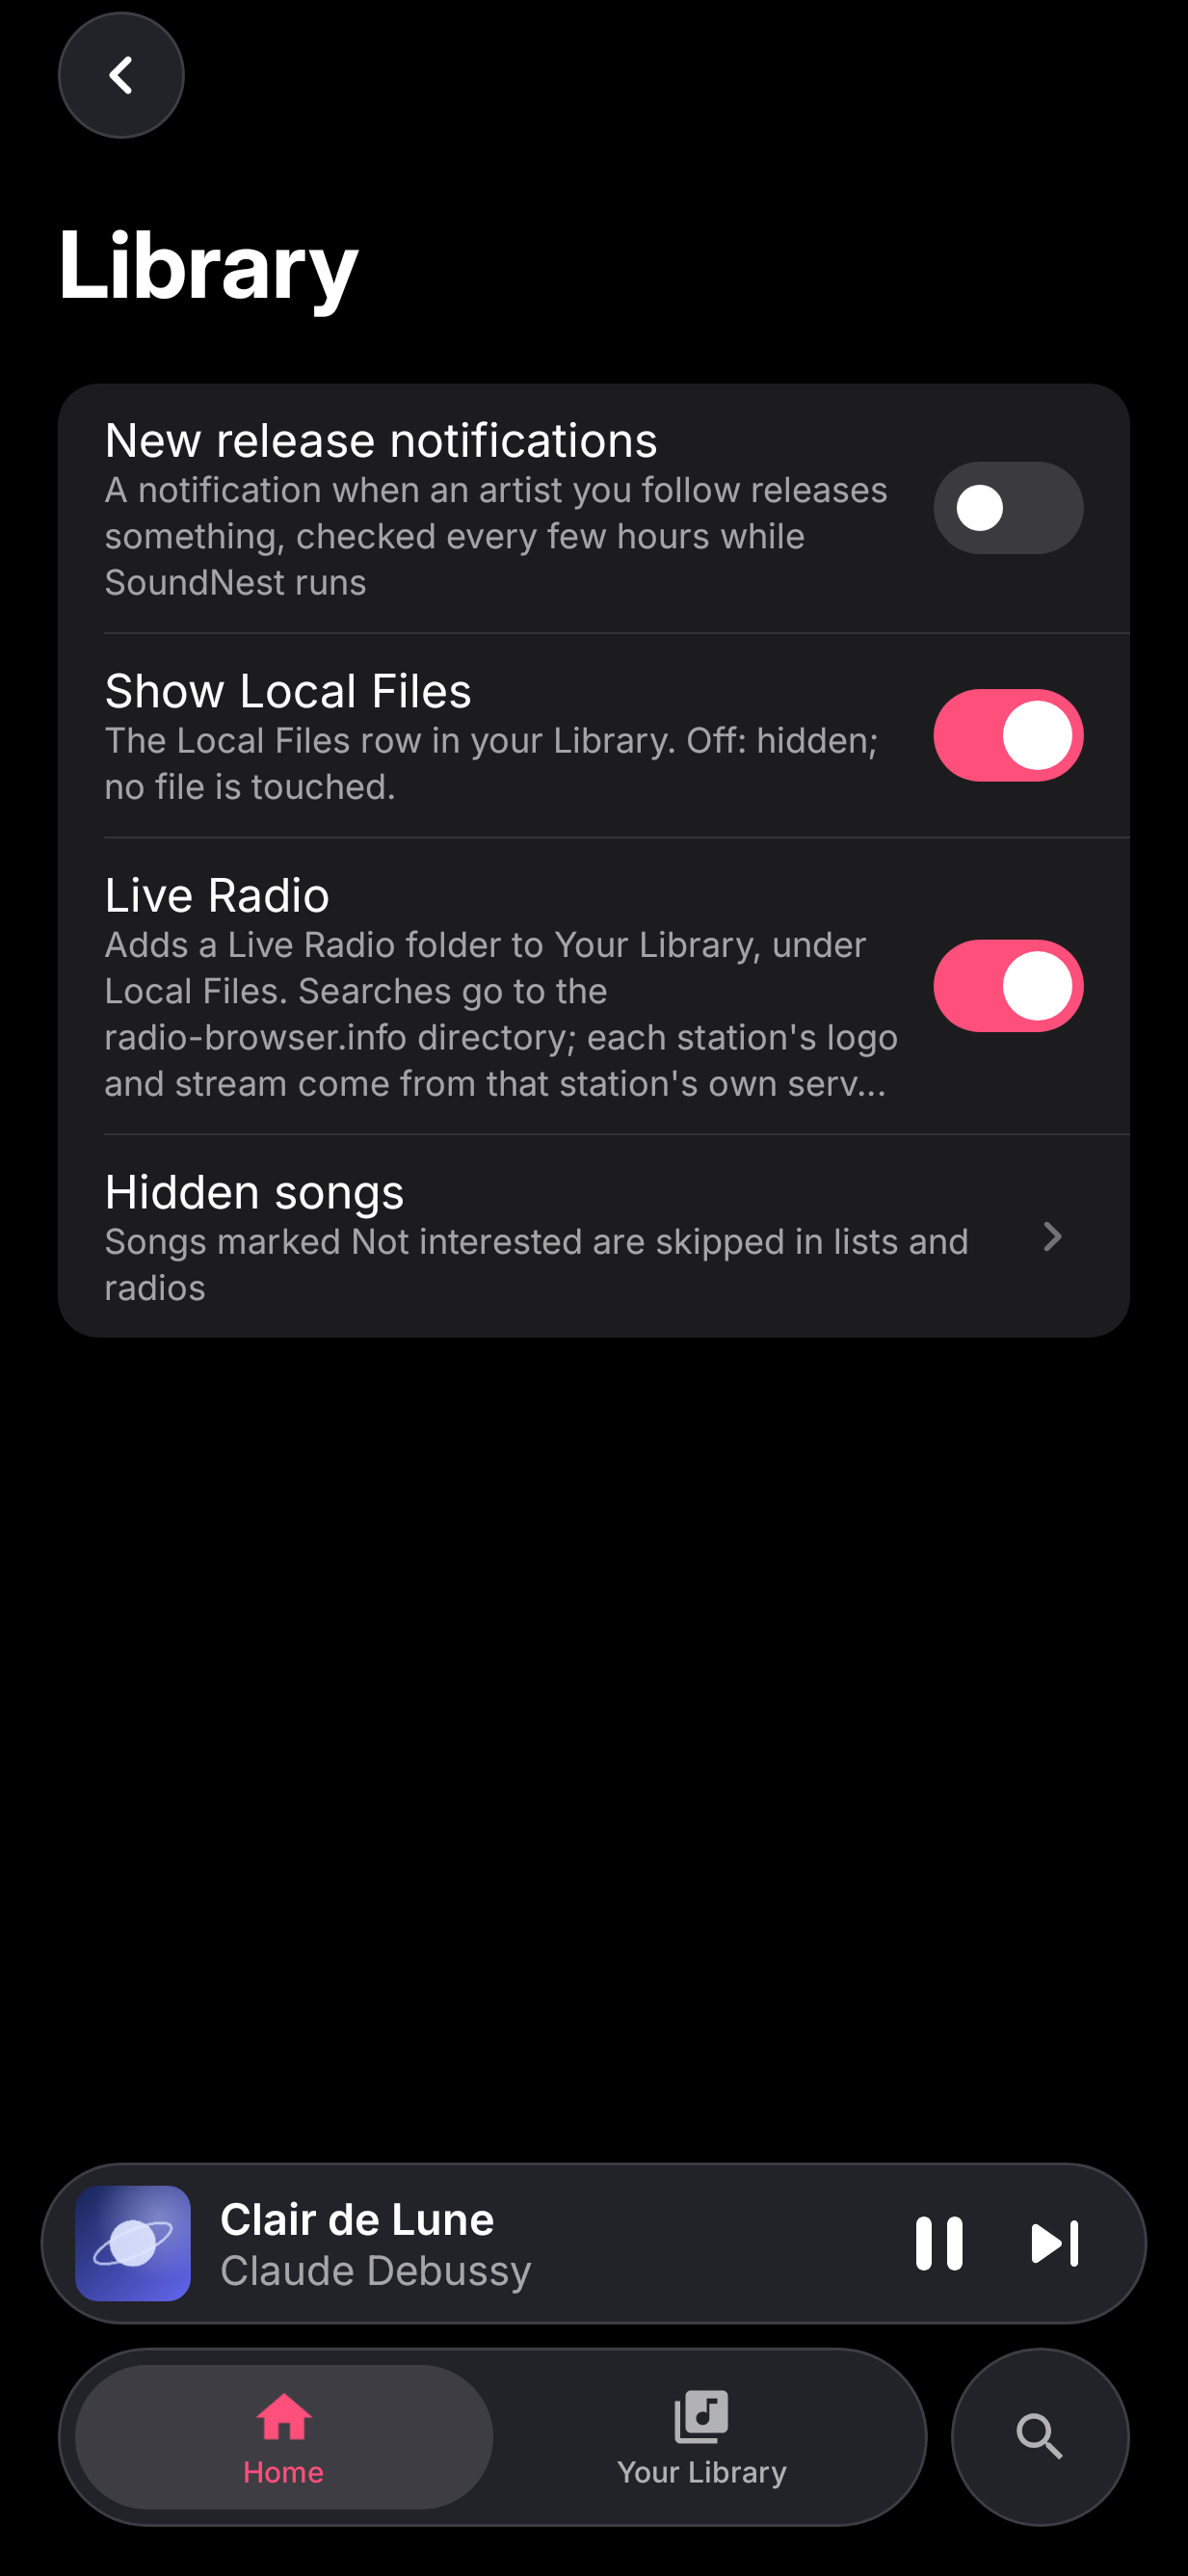 Library
New release notifications
A notification when an artist you follow releases
something, checked every few hours while
SoundNest runs
Show Local Files
The Local Files row in your Library. Off: hidden;
no file is touched.
Live Radio
Adds a Live Radio folder to Your Library, under
Local Files. Searches go to the
radio-browser.info directory; each station's logo
and stream come from that station's own serv...
Hidden songs
Songs marked Not interested are skipped in lists and
radios
Clair de Lune
Claude Debussy
Home
Your Library